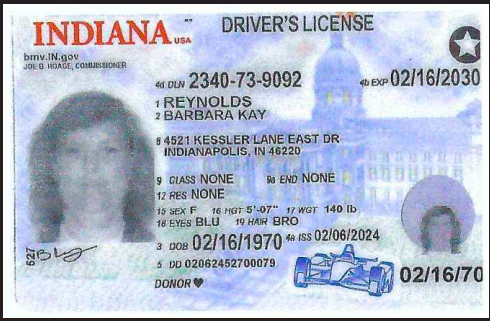 INDIANA USA
DRIVER'S LICENSE
bmv.IN.gov
JOE B. HOAGE, COMMISSIONER
4d DLN 2340-73-9092 4b EXP 02/16/2030
1 REYNOLDS
2 BARBARA KAY
8 4521 KESSLER LANE EAST DR
INDIANAPOLIS, IN 46220
9 CLASS NONE 9a END NONE
12 RES NONE
15 SEX F 16 HGT 5'-07" 17 WGT 140 lb
18 EYES BLU 19 HAIR BRO
3 DOB 02/16/1970 4a ISS 02/06/2024
5 DD 02062452700079
DONOR
02/16/70
527